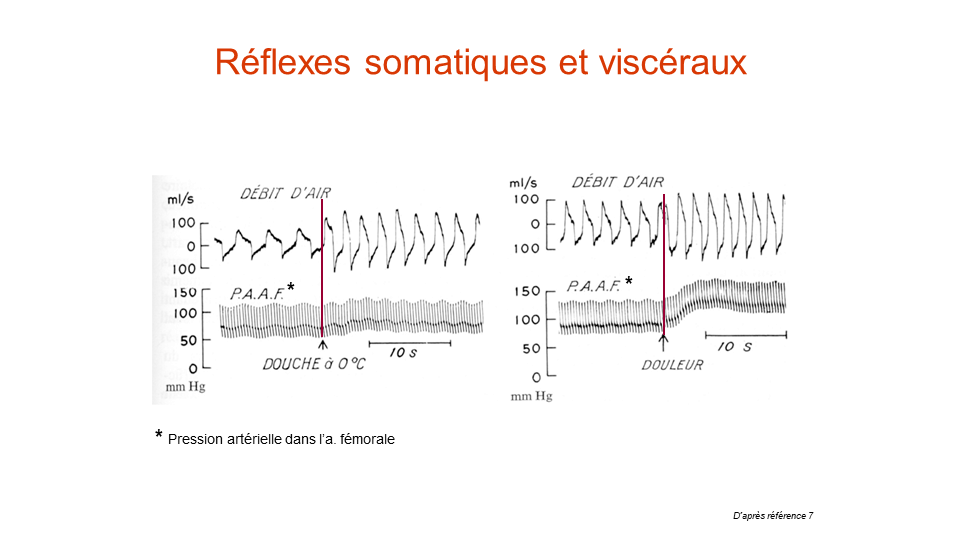 Réflexes somatiques et viscéraux
DÉBIT D'AIR
ml/s
100
0
100
150
P.A.A.F. *
100
50
10 s
0
DOUCHE à 0°C
mm Hg
DÉBIT D'AIR
ml/s
100
0
100
150
P.A.A.F. *
100
50
10 S
0
DOULEUR
mm Hg
* Pression artérielle dans l'a. fémorale
D'après référence 7